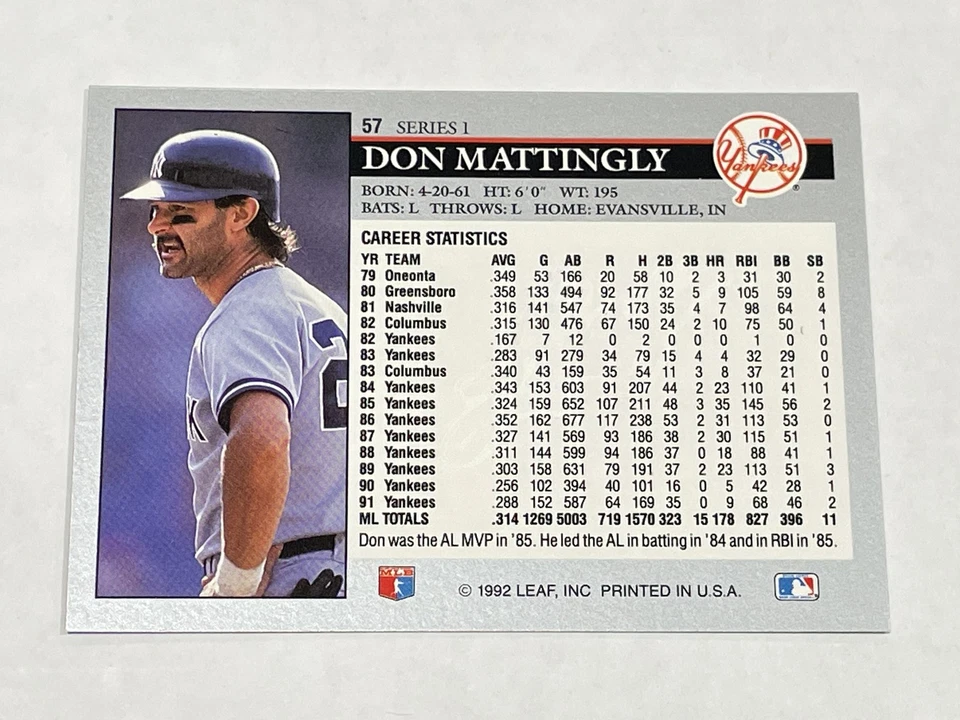 57 SERIES 1
DON MATTINGLY
Yankees
®
BORN: 4-20-61 HT: 6'0" WT: 195
BATS: L THROWS: L HOME: EVANSVILLE, IN
CAREER STATISTICS
YR TEAM AVG G AB R H 2B 3B HR RBI BB SB
79 Oneonta .349 53 166 20 58 10 2 3 31 30 2
80 Greensboro .358 133 494 92 177 32 5 9 105 59 8
81 Nashville .316 141 547 74 173 35 4 7 98 64 4
82 Columbus .315 130 476 67 150 24 2 10 75 50 1
82 Yankees .167 7 12 0 2 0 0 0 1 0 0
83 Yankees .283 91 279 34 79 15 4 4 32 29 0
83 Columbus .340 43 159 35 54 11 3 8 37 21 0
84 Yankees .343 153 603 91 207 44 2 23 110 41 1
85 Yankees .324 159 652 107 211 48 3 35 145 56 2
86 Yankees .352 162 677 117 238 53 2 31 113 53 0
87 Yankees .327 141 569 93 186 38 2 30 115 51 1
88 Yankees .311 144 599 94 186 37 0 18 88 41 1
89 Yankees .303 158 631 79 191 37 2 23 113 51 3
90 Yankees .256 102 394 40 101 16 0 5 42 28 1
91 Yankees .288 152 587 64 169 35 0 9 68 46 2
ML TOTALS .314 1269 5003 719 1570 323 15 178 827 396 11
Don was the AL MVP in '85. He led the AL in batting in '84 and in RBI in '85.
MLB
© 1992 LEAF, INC PRINTED IN U.S.A.
NY
K
2